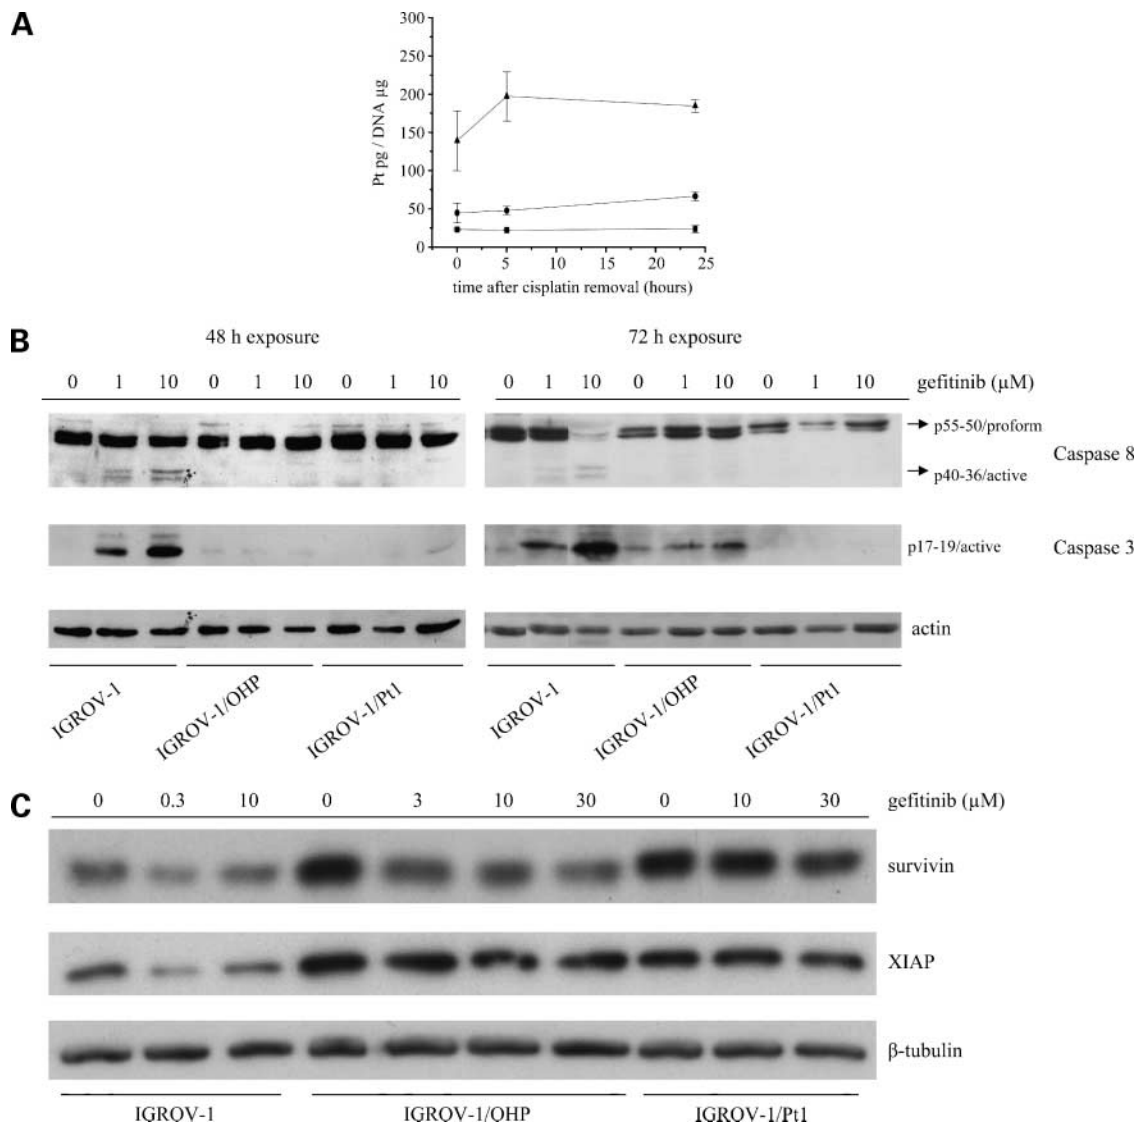 A
300
250
200
150
100
50
0
Pt pg / DNA µg
0 5 10 15 20 25
time after cisplatin removal (hours)
B
48 h exposure 72 h exposure
0 1 10 0 1 10 0 1 10 0 1 10 0 1 10 0 1 10 gefitinib (µM)
p55-50/proform
Caspase 8
p40-36/active
p17-19/active Caspase 3
actin
IGROV-1 IGROV-1/OHP IGROV-1/Pt1 IGROV-1 IGROV-1/OHP IGROV-1/Pt1
C
0 0.3 10 0 3 10 30 0 10 30 gefitinib (µM)
survivin
XIAP
β-tubulin
IGROV-1 IGROV-1/OHP IGROV-1/Pt1